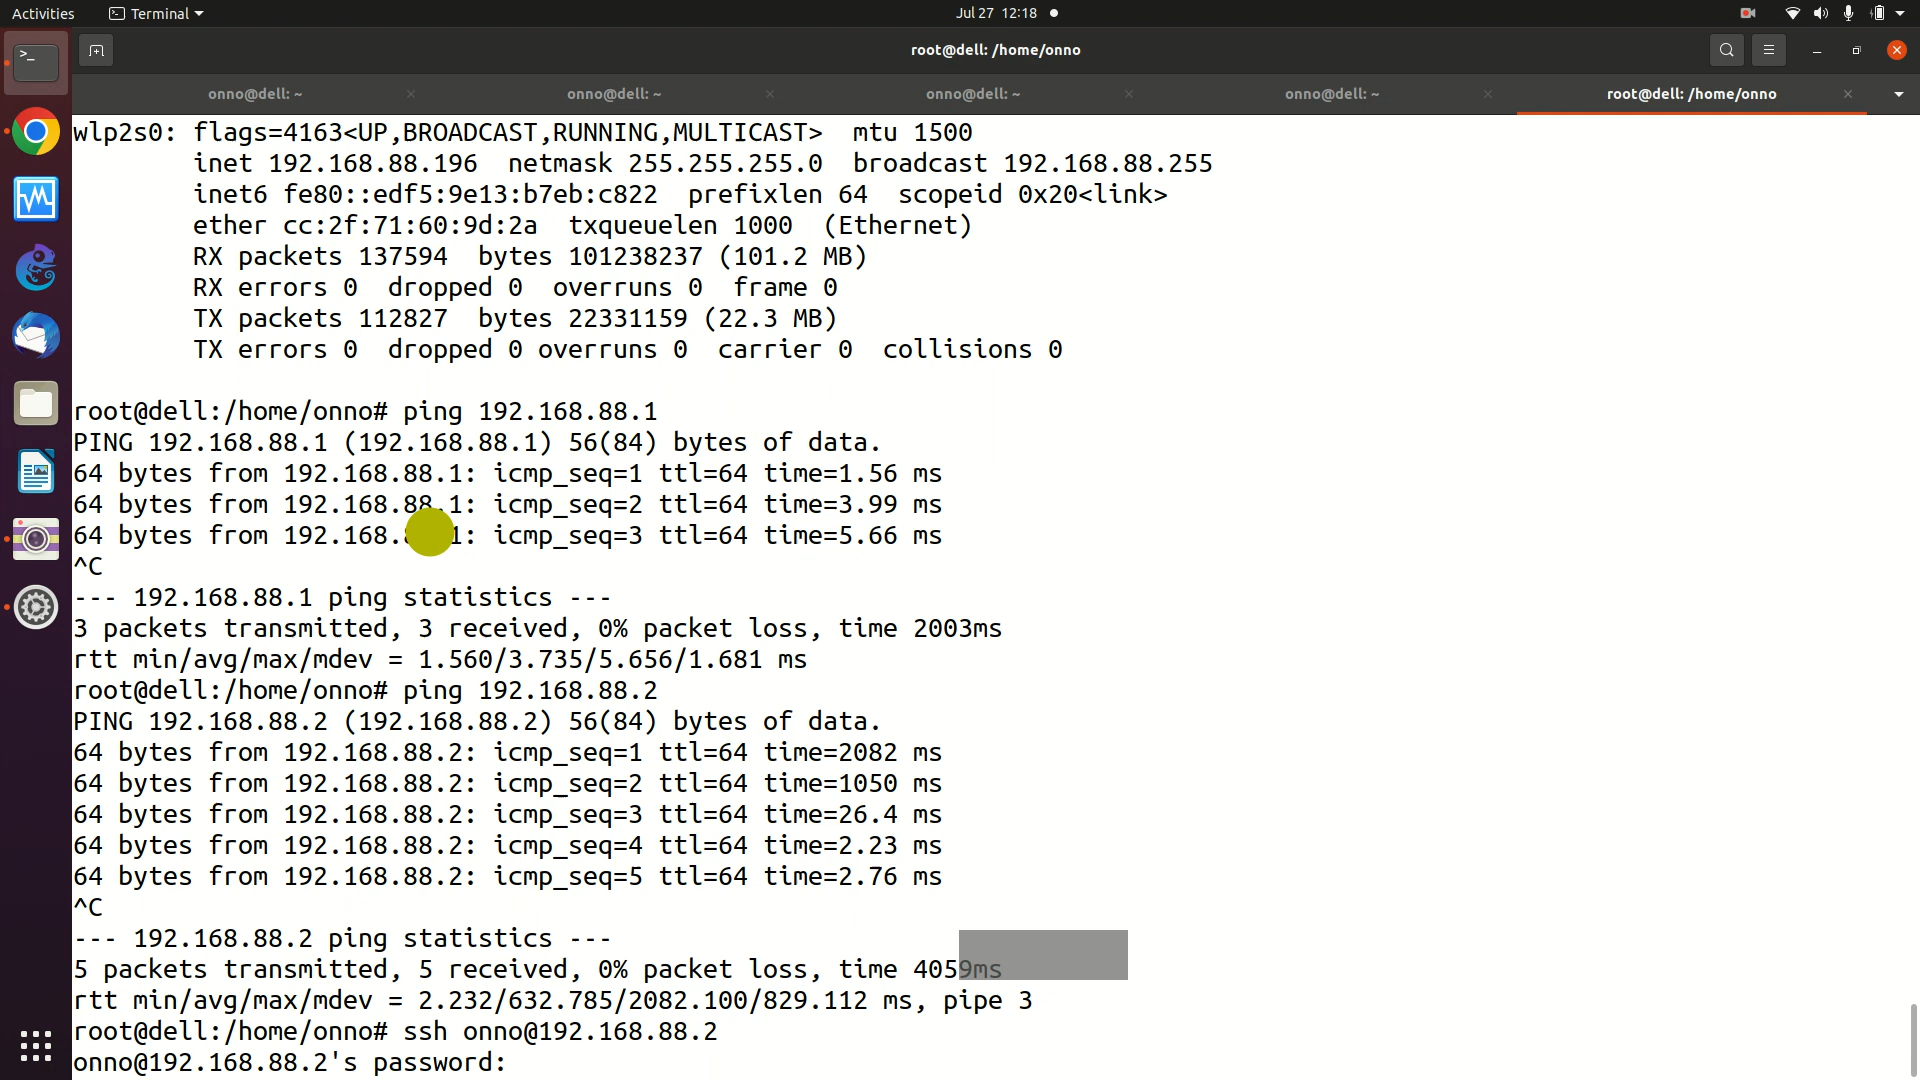 Activities
Terminal
Jul 27 12:18
root@dell: /home/onno
onno@dell: ~
onno@dell: ~
onno@dell: ~
onno@dell: ~
root@dell: /home/onno
wlp2s0: flags=4163<UP,BROADCAST,RUNNING,MULTICAST> mtu 1500
inet 192.168.88.196 netmask 255.255.255.0 broadcast 192.168.88.255
inet6 fe80::edf5:9e13:b7eb:c822 prefixlen 64 scopeid 0x20<link>
ether cc:2f:71:60:9d:2a txqueuelen 1000 (Ethernet)
RX packets 137594 bytes 101238237 (101.2 MB)
RX errors 0 dropped 0 overruns 0 frame 0
TX packets 112827 bytes 22331159 (22.3 MB)
TX errors 0 dropped 0 overruns 0 carrier 0 collisions 0
root@dell:/home/onno# ping 192.168.88.1
PING 192.168.88.1 (192.168.88.1) 56(84) bytes of data.
64 bytes from 192.168.88.1: icmp_seq=1 ttl=64 time=1.56 ms
64 bytes from 192.168.88.1: icmp_seq=2 ttl=64 time=3.99 ms
64 bytes from 192.168.88.1: icmp_seq=3 ttl=64 time=5.66 ms
^C
--- 192.168.88.1 ping statistics ---
3 packets transmitted, 3 received, 0% packet loss, time 2003ms
rtt min/avg/max/mdev = 1.560/3.735/5.656/1.681 ms
root@dell:/home/onno# ping 192.168.88.2
PING 192.168.88.2 (192.168.88.2) 56(84) bytes of data.
64 bytes from 192.168.88.2: icmp_seq=1 ttl=64 time=2082 ms
64 bytes from 192.168.88.2: icmp_seq=2 ttl=64 time=1050 ms
64 bytes from 192.168.88.2: icmp_seq=3 ttl=64 time=26.4 ms
64 bytes from 192.168.88.2: icmp_seq=4 ttl=64 time=2.23 ms
64 bytes from 192.168.88.2: icmp_seq=5 ttl=64 time=2.76 ms
^C
--- 192.168.88.2 ping statistics ---
5 packets transmitted, 5 received, 0% packet loss, time 4059ms
rtt min/avg/max/mdev = 2.232/632.785/2082.100/829.112 ms, pipe 3
root@dell:/home/onno# ssh onno@192.168.88.2
onno@192.168.88.2's password: